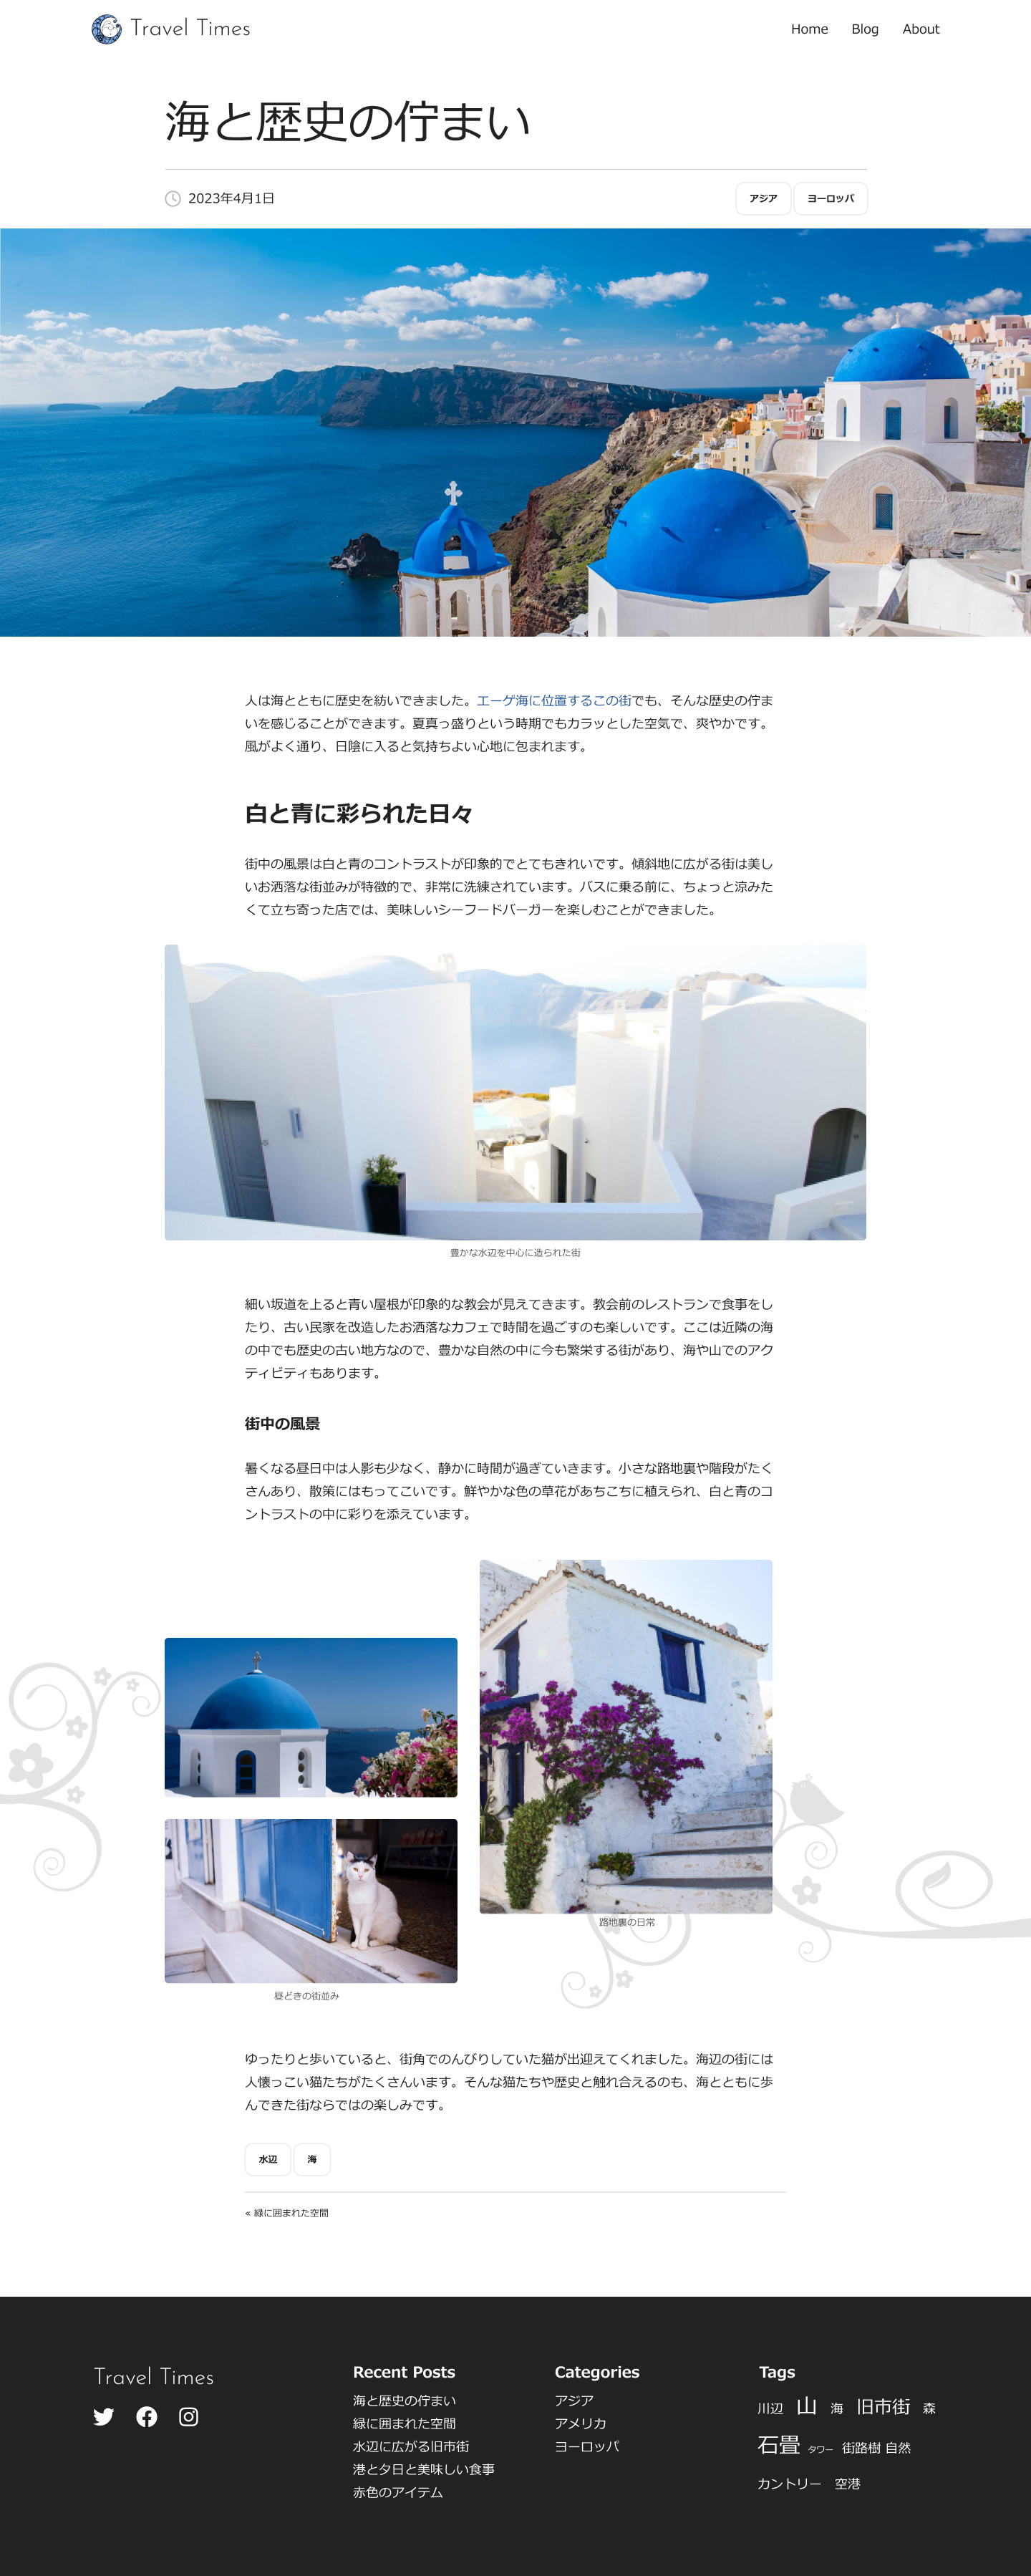 Travel Times
Home Blog About
海と歴史の佇まい
2023年4月1日
アジア ヨーロッパ
人は海とともに歴史を紡いできました。エーゲ海に位置するこの街でも、そんな歴史の佇ま
いを感じることができます。夏真っ盛りという時期でもカラッとした空気で、爽やかです。
風がよく通り、日陰に入ると気持ちよい心地に包まれます。
白と青に彩られた日々
街中の風景は白と青のコントラストが印象的でとてもきれいです。傾斜地に広がる街は美し
いお洒落な街並みが特徴的で、非常に洗練されています。バスに乗る前に、ちょっと涼みた
くて立ち寄った店では、美味しいシーフードバーガーを楽しむことができました。
豊かな水辺を中心に造られた街
細い坂道を上ると青い屋根が印象的な教会が見えてきます。教会前のレストランで食事をし
たり、古い民家を改造したお洒落なカフェで時間を過ごすのも楽しいです。ここは近隣の海
の中でも歴史の古い地方なので、豊かな自然の中に今も繁栄する街があり、海や山でのアク
ティビティもあります。
街中の風景
暑くなる昼日中は人影も少なく、静かに時間が過ぎていきます。小さな路地裏や階段がたく
さんあり、散策にはもってこいです。鮮やかな色の草花があちこちに植えられ、白と青のコ
ントラストの中に彩りを添えています。
路地裏の日常
昼どきの街並み
ゆったりと歩いていると、街角でのんびりしていた猫が出迎えてくれました。海辺の街には
人懐っこい猫たちがたくさんいます。そんな猫たちや歴史と触れ合えるのも、海とともに歩
んできた街ならではの楽しみです。
水辺 海
« 緑に囲まれた空間
Travel Times
Recent Posts
海と歴史の佇まい
緑に囲まれた空間
水辺に広がる旧市街
港と夕日と美味しい食事
赤色のアイテム
Categories
アジア
アメリカ
ヨーロッパ
Tags
川辺 山 海 旧市街 森
石畳 タワー 街路樹 自然
カントリー 空港